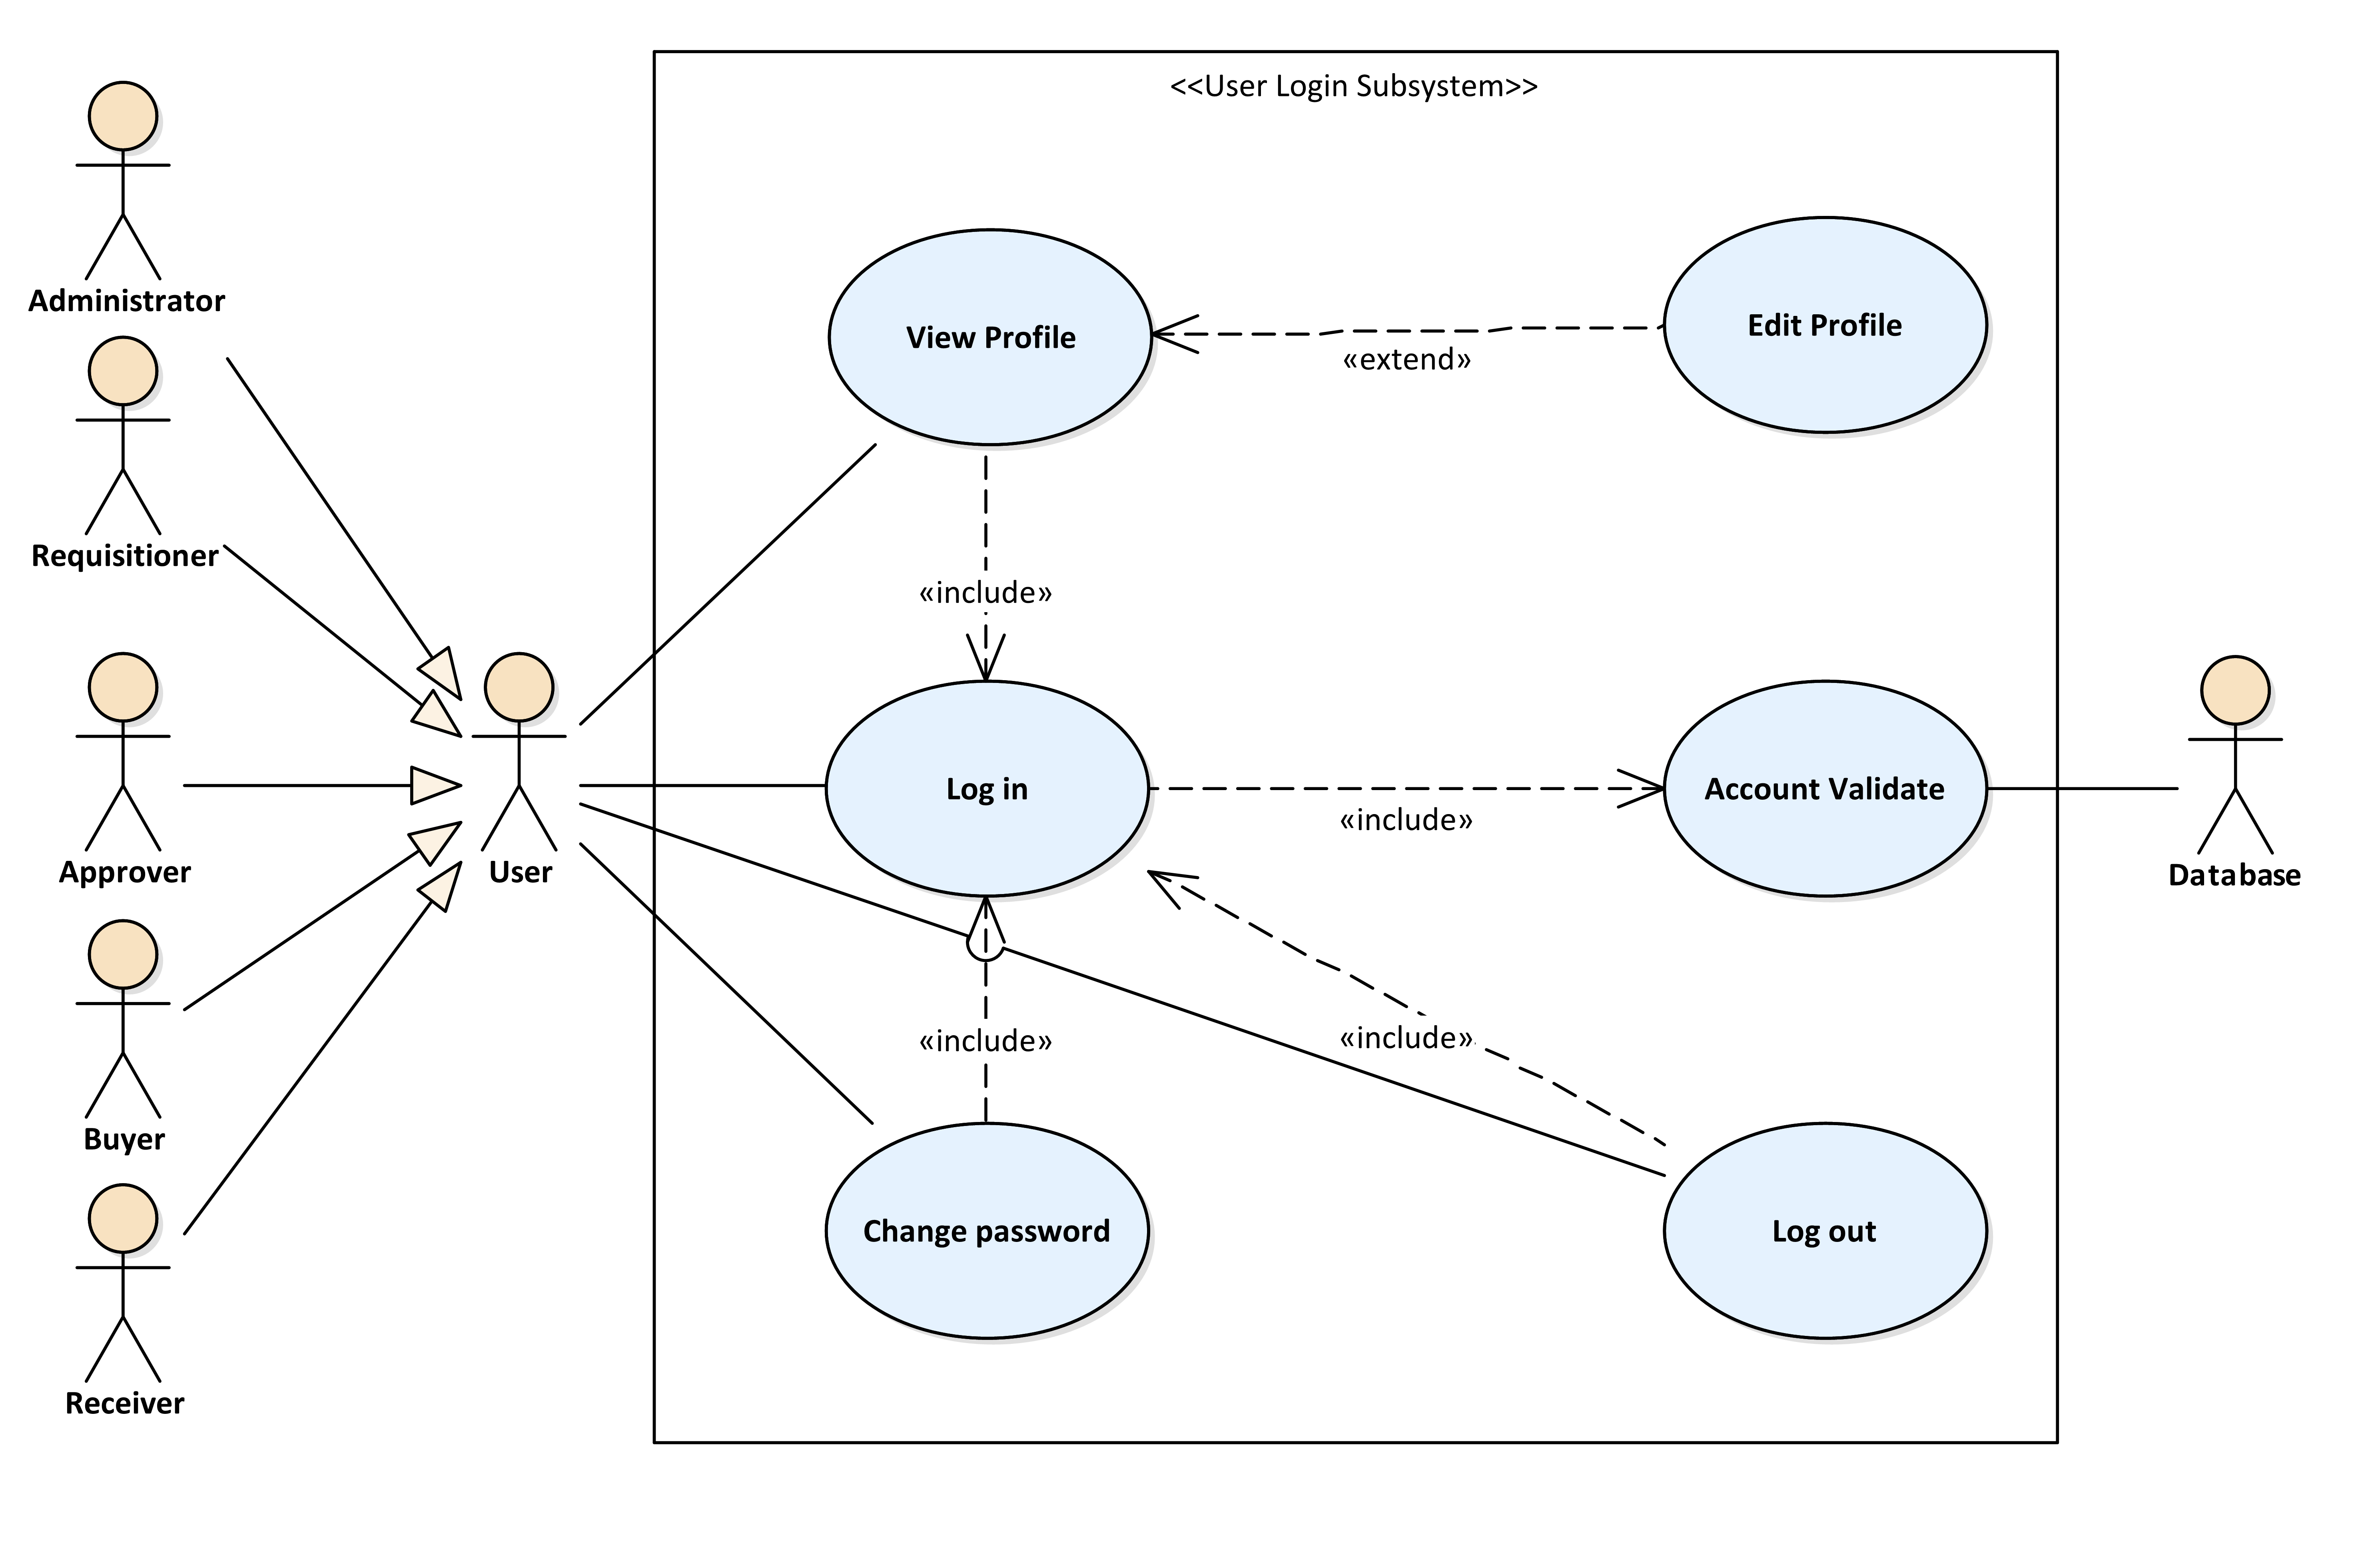 <<User Login Subsystem>>
Administrator
View Profile
Edit Profile
«extend»
Requisitioner
«include»
Log in
Account Validate
«include»
Approver
User
Database
«include»
«include»
Buyer
Change password
Log out
Receiver